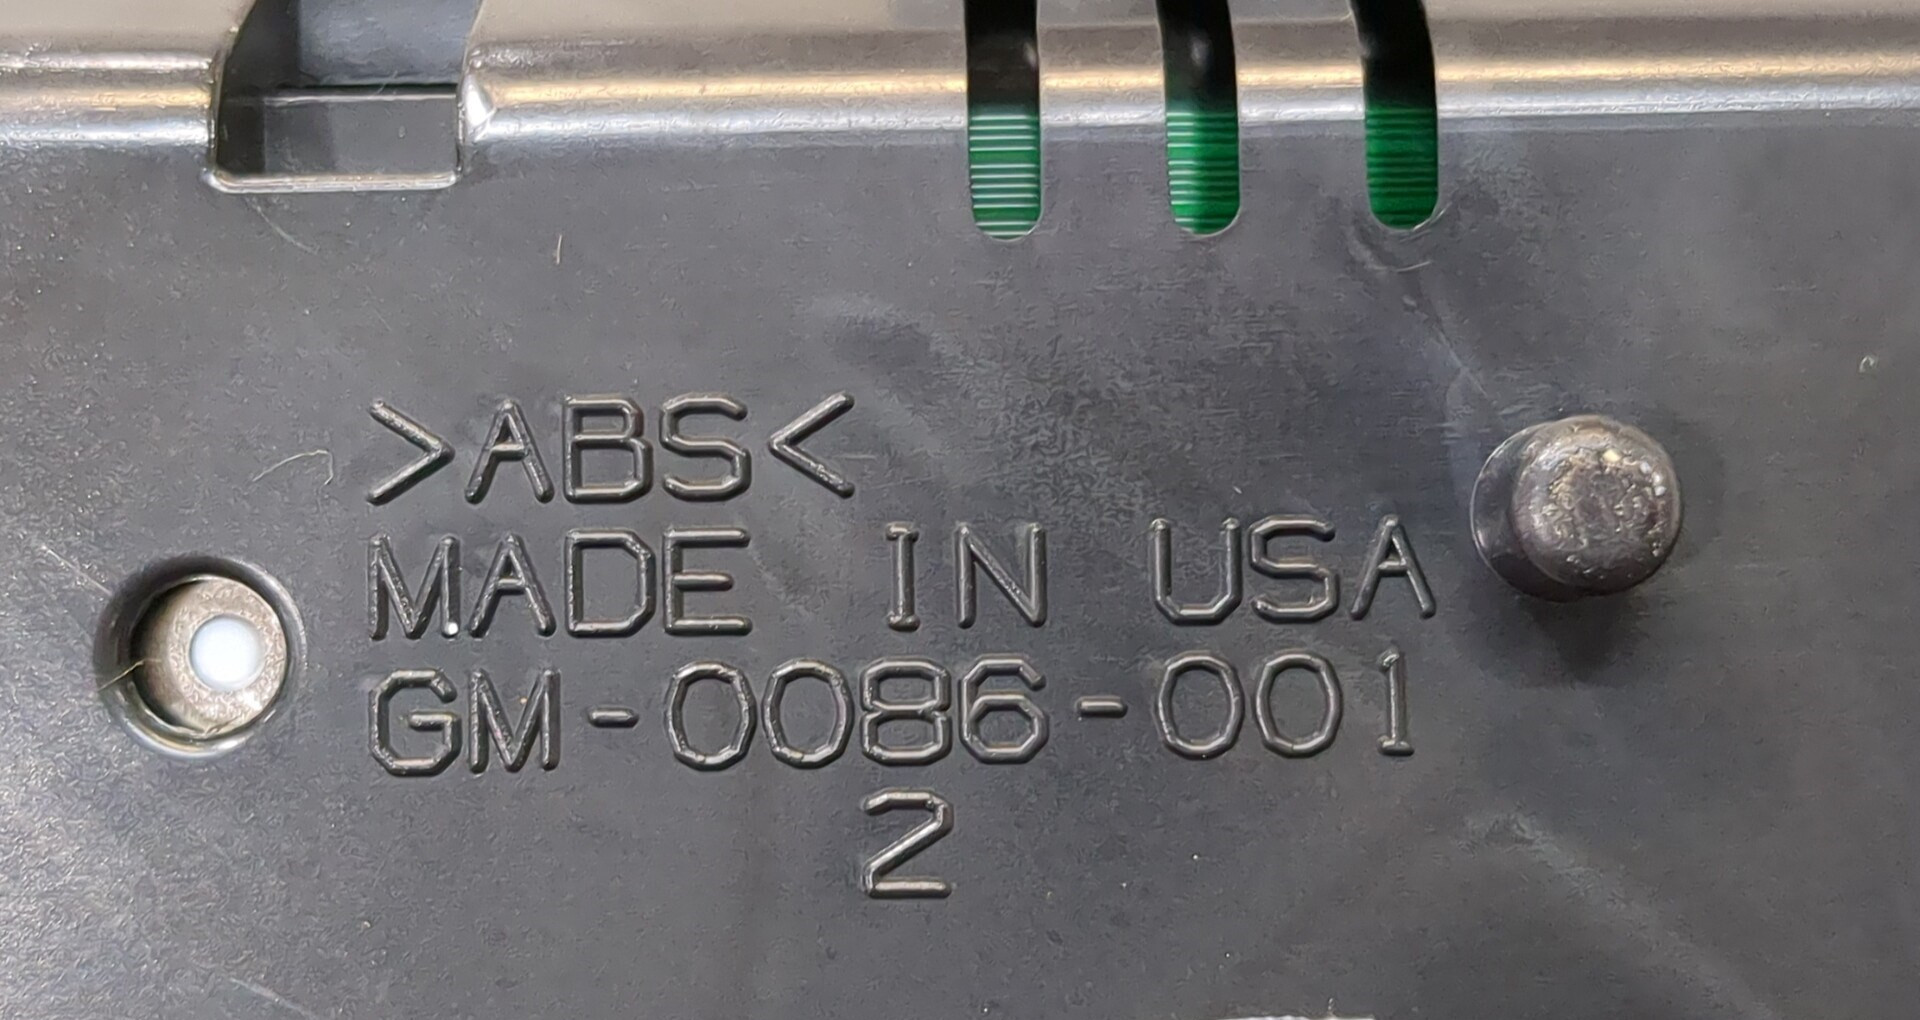 >ABS<
MADE IN USA
GM-0086-001
2